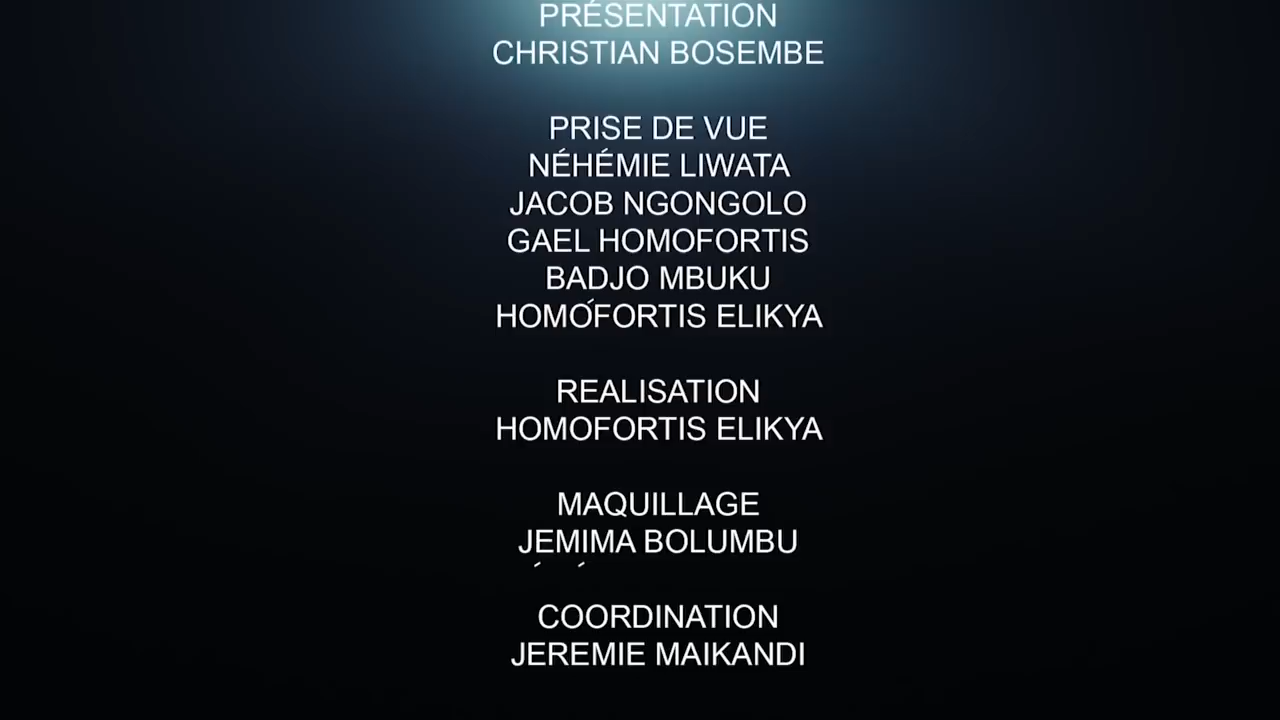 PRÉSENTATION
CHRISTIAN BOSEMBE
PRISE DE VUE
NÉHÉMIE LIWATA
JACOB NGONGOLO
GAEL HOMOFORTIS
BADJO MBUKU
HOMOFORTIS ELIKYA
REALISATION
HOMOFORTIS ELIKYA
MAQUILLAGE
JEMIMA BOLUMBU
COORDINATION
JEREMIE MAIKANDI